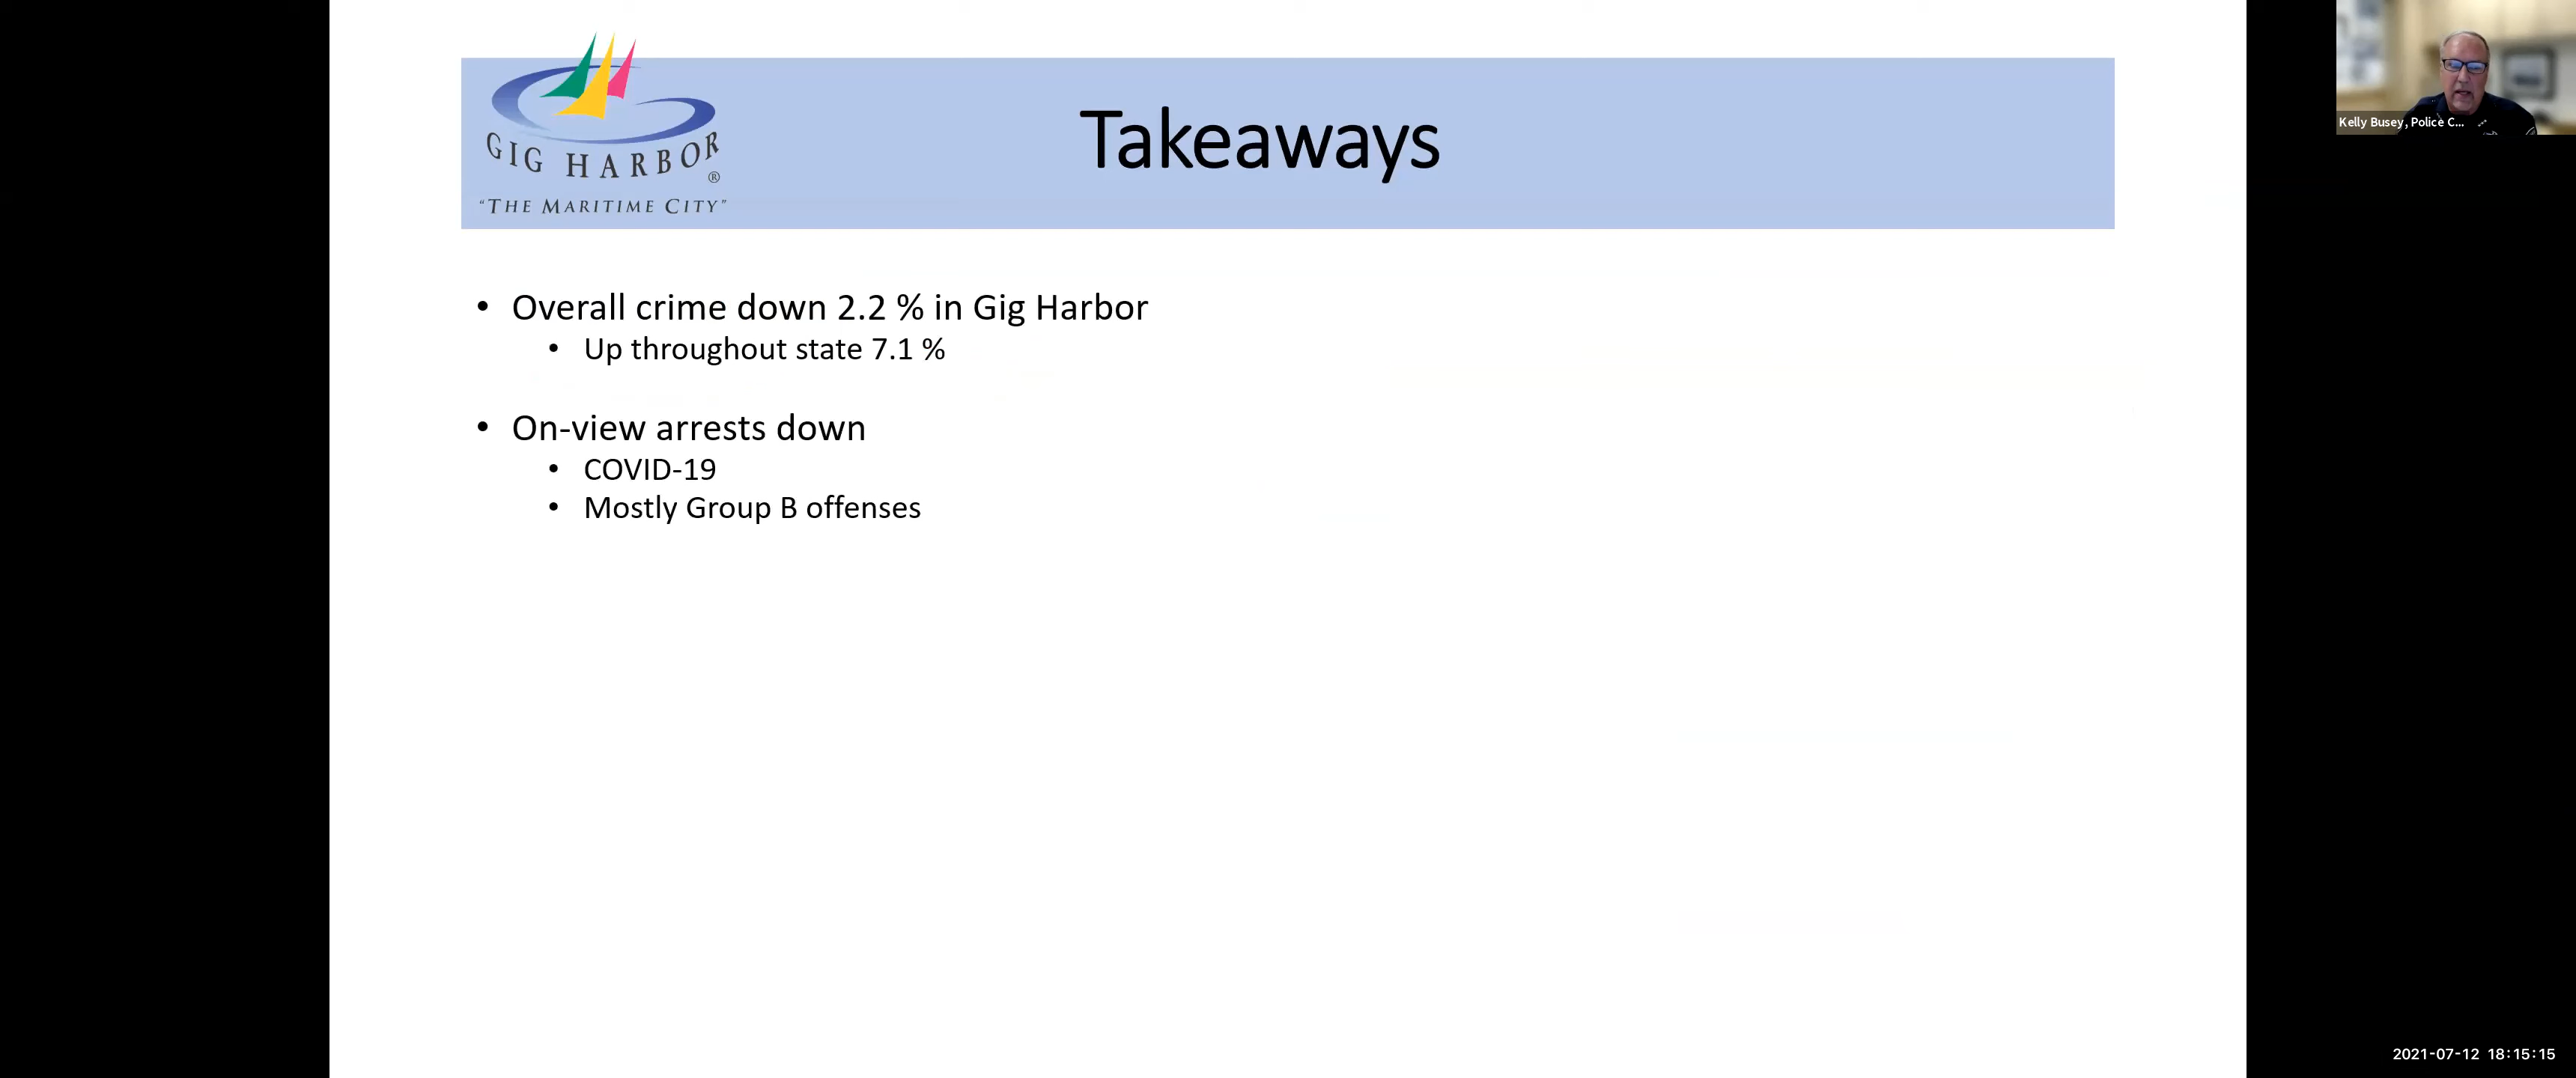 GIG HARBOR
®
"THE MARITIME CITY"
Takeaways
Kelly Busey, Police C...
• Overall crime down 2.2 % in Gig Harbor
• Up throughout state 7.1 %
• On-view arrests down
• COVID-19
• Mostly Group B offenses
2021-07-12 18:15:15